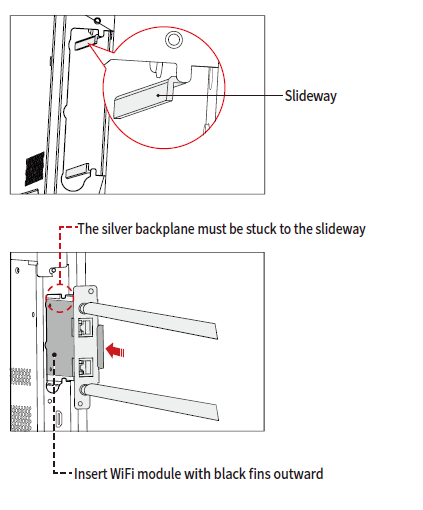 Slideway
The silver backplane must be stuck to the slideway
Insert WiFi module with black fins outward